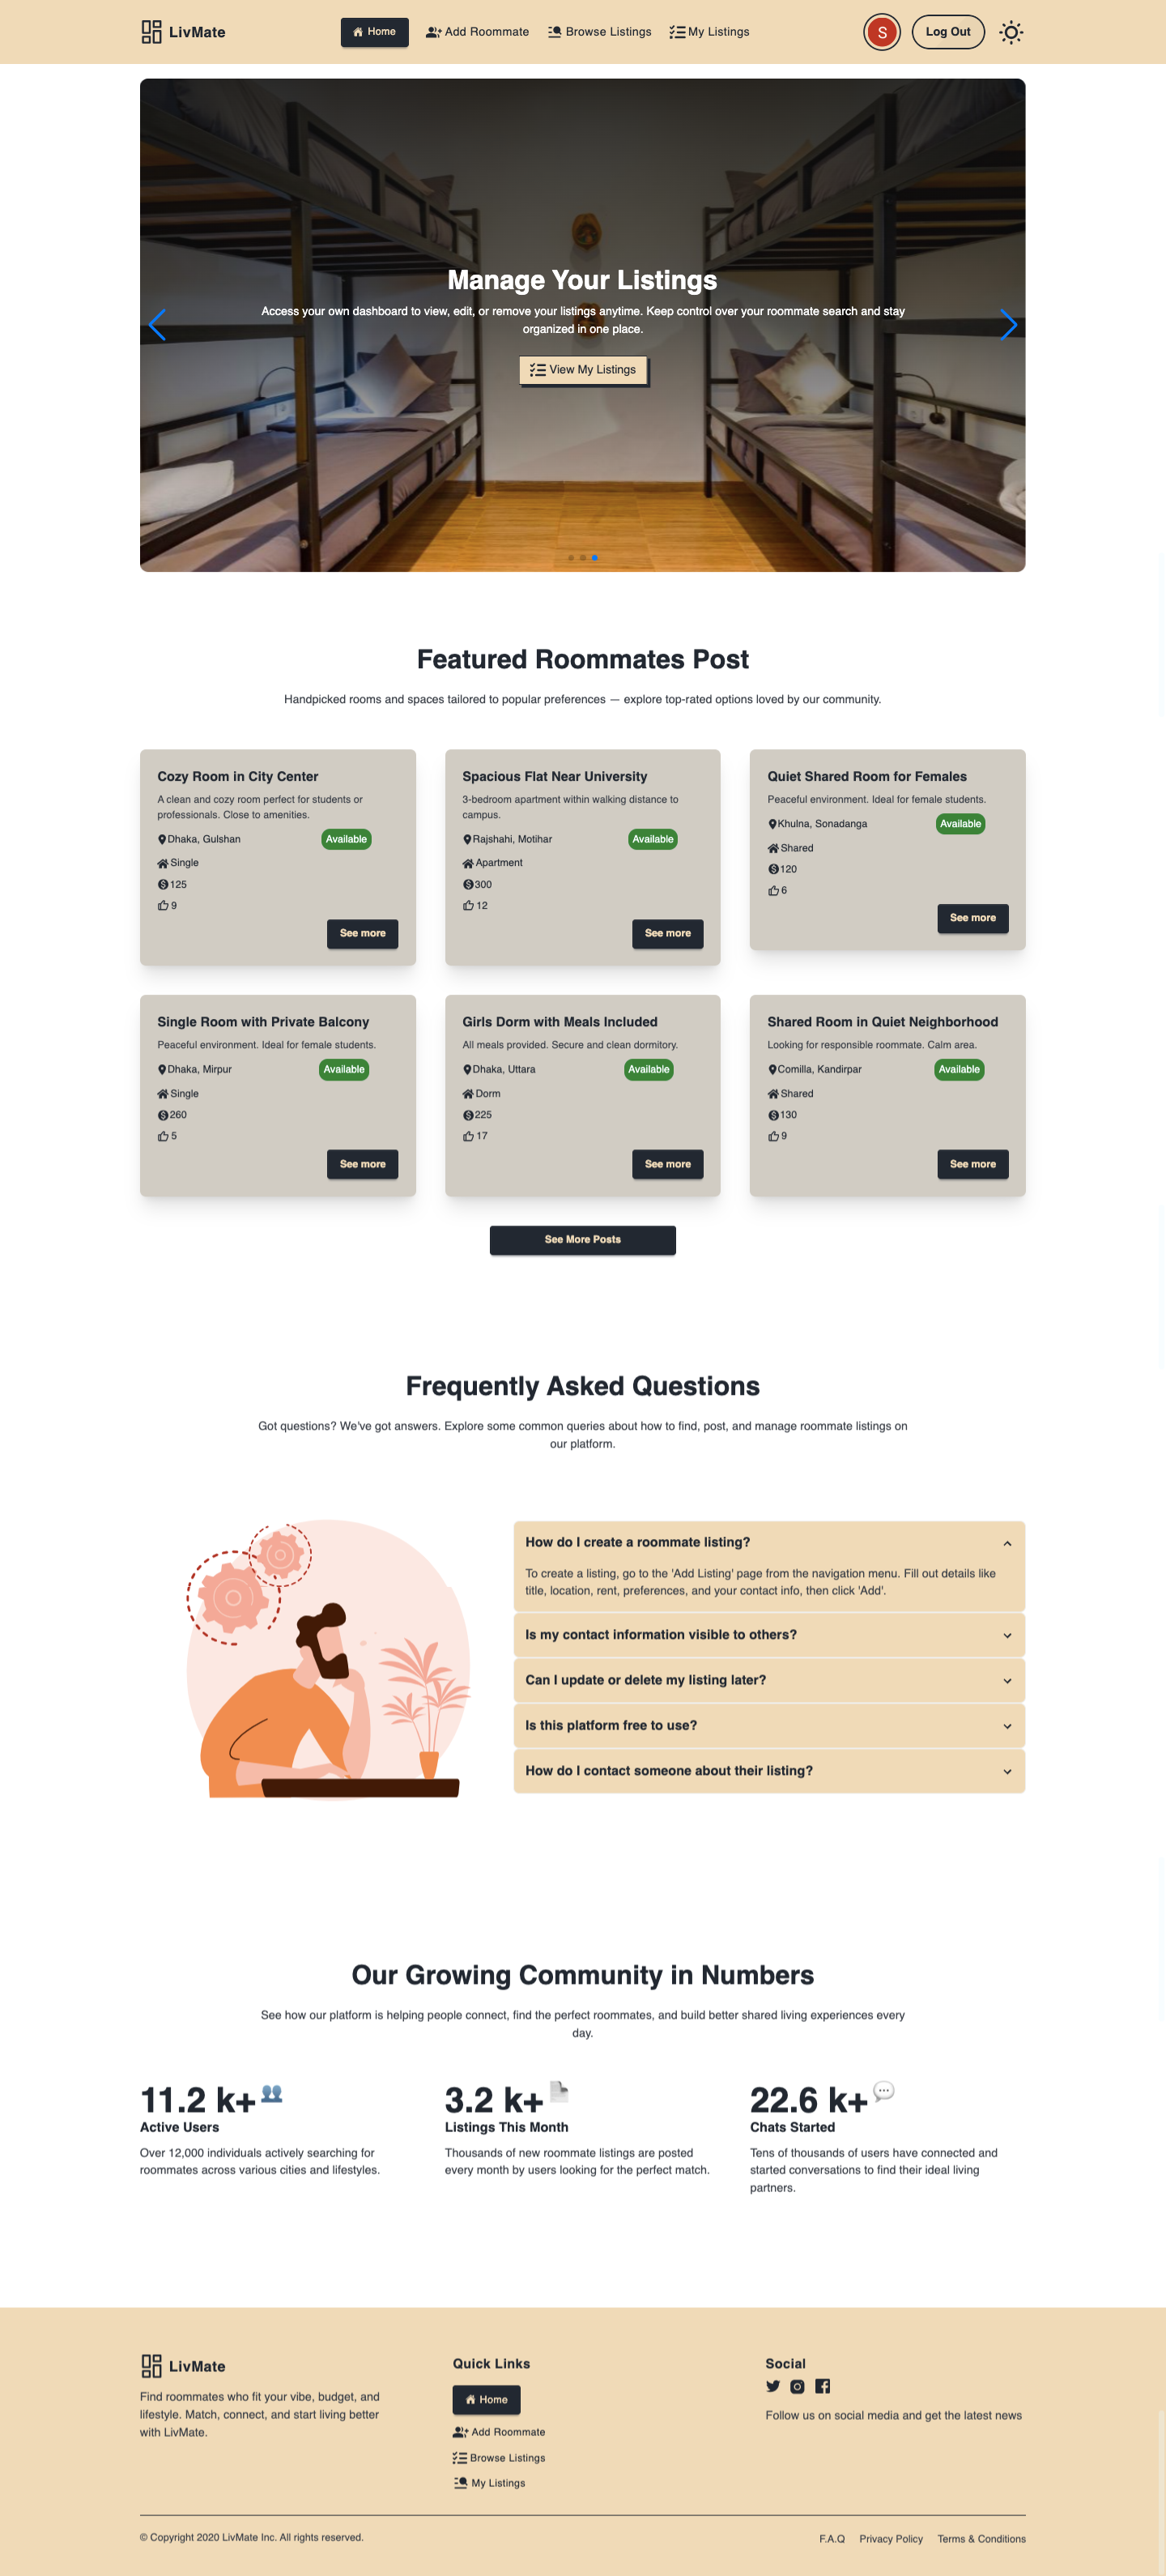 LivMate
Home
Add Roommate
Browse Listings
My Listings
S
Log Out
Manage Your Listings
Access your own dashboard to view, edit, or remove your listings anytime. Keep control over your roommate search and stay
organized in one place.
View My Listings
Featured Roommates Post
Handpicked rooms and spaces tailored to popular preferences — explore top-rated options loved by our community.
Cozy Room in City Center
A clean and cozy room perfect for students or
professionals. Close to amenities.
Dhaka, Gulshan
Available
Single
125
9
See more
Spacious Flat Near University
3-bedroom apartment within walking distance to
campus.
Rajshahi, Motihar
Available
Apartment
300
12
See more
Quiet Shared Room for Females
Peaceful environment. Ideal for female students.
Khulna, Sonadanga
Available
Shared
120
6
See more
Single Room with Private Balcony
Peaceful environment. Ideal for female students.
Dhaka, Mirpur
Available
Single
260
5
See more
Girls Dorm with Meals Included
All meals provided. Secure and clean dormitory.
Dhaka, Uttara
Available
Dorm
225
17
See more
Shared Room in Quiet Neighborhood
Looking for responsible roommate. Calm area.
Comilla, Kandirpar
Available
Shared
130
9
See more
See More Posts
Frequently Asked Questions
Got questions? We've got answers. Explore some common queries about how to find, post, and manage roommate listings on
our platform.
How do I create a roommate listing?
To create a listing, go to the 'Add Listing' page from the navigation menu. Fill out details like
title, location, rent, preferences, and your contact info, then click 'Add'.
Is my contact information visible to others?
Can I update or delete my listing later?
Is this platform free to use?
How do I contact someone about their listing?
Our Growing Community in Numbers
See how our platform is helping people connect, find the perfect roommates, and build better shared living experiences every
day.
11.2 k+
Active Users
Over 12,000 individuals actively searching for
roommates across various cities and lifestyles.
3.2 k+
Listings This Month
Thousands of new roommate listings are posted
every month by users looking for the perfect match.
22.6 k+
Chats Started
Tens of thousands of users have connected and
started conversations to find their ideal living
partners.
LivMate
Find roommates who fit your vibe, budget, and
lifestyle. Match, connect, and start living better
with LivMate.
Quick Links
Home
Add Roommate
Browse Listings
My Listings
Social
Follow us on social media and get the latest news
© Copyright 2020 LivMate Inc. All rights reserved.
F.A.Q
Privacy Policy
Terms & Conditions